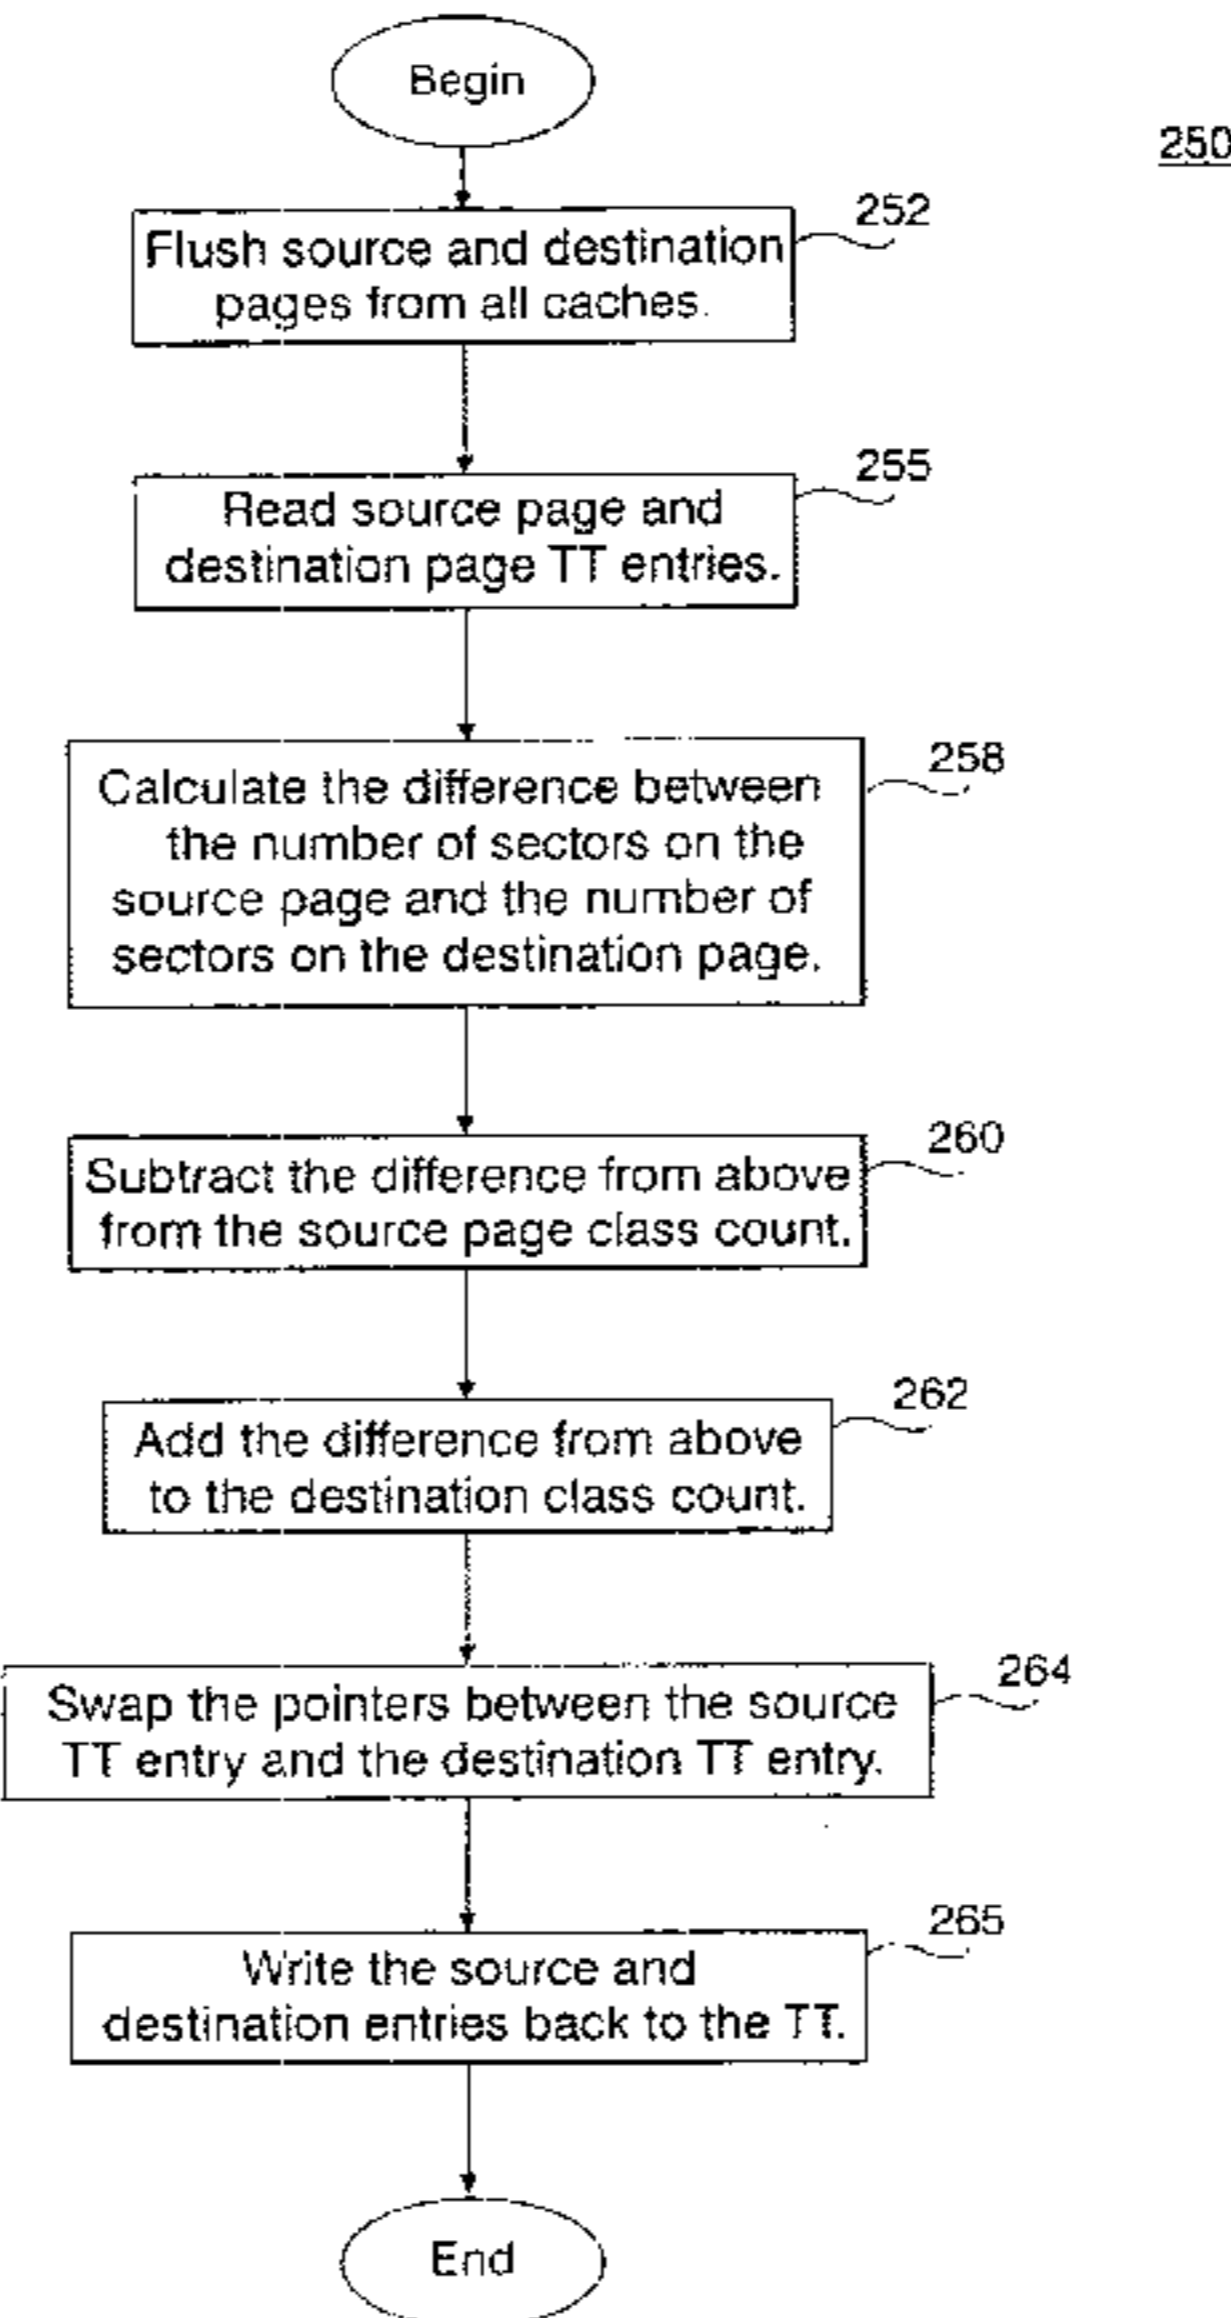 Begin
250
252
Flush source and destination
pages from all caches.
255
Read source page and
destination page TT entries.
258
Calculate the difference between
the number of sectors on the
source page and the number of
sectors on the destination page.
260
Subtract the difference from above
from the source page class count.
262
Add the difference from above
to the destination class count.
264
Swap the pointers between the source
TT entry and the destination TT entry.
265
Write the source and
destination entries back to the TT.
End